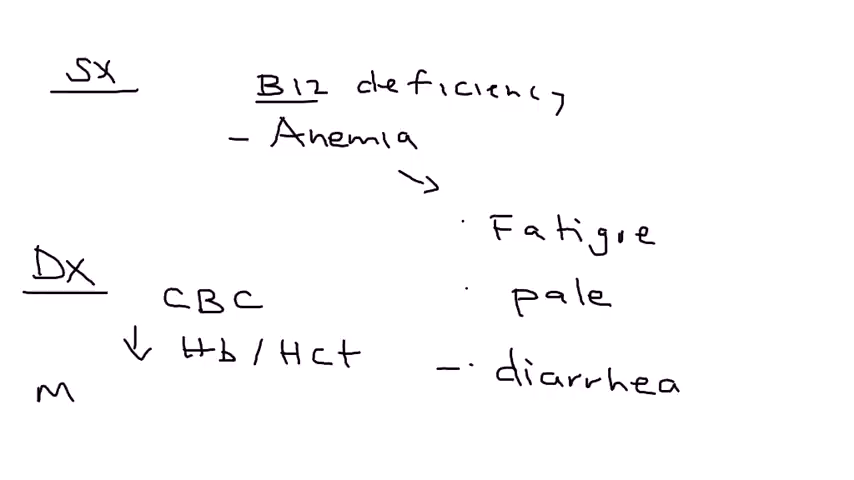 Sx B12 deficiency
- Anemia
↘
· Fatigue
Dx
· pale
CBC
↓ Hb / Hct
- · diarrhea
M